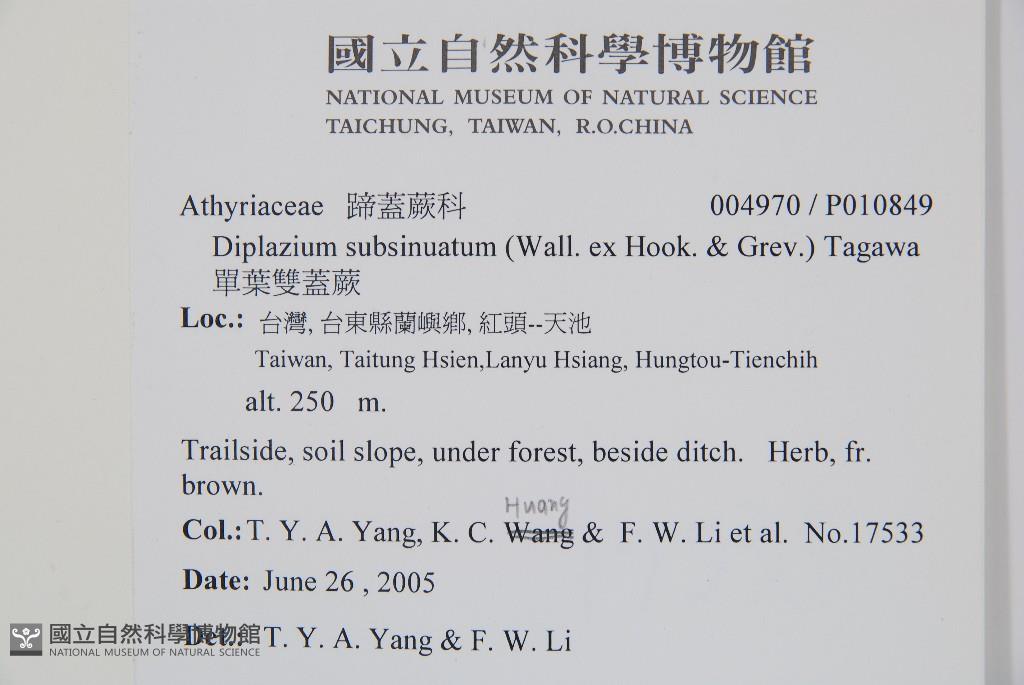 國立自然科學博物館
NATIONAL MUSEUM OF NATURAL SCIENCE
TAICHUNG, TAIWAN, R.O.CHINA
Athyriaceae 蹄蓋蕨科 004970 / P010849
Diplazium subsinuatum (Wall. ex Hook. & Grev.) Tagawa
單葉雙蓋蕨
Loc.: 台灣, 台東縣蘭嶼鄉, 紅頭--天池
Taiwan, Taitung Hsien,Lanyu Hsiang, Hungtou-Tienchih
alt. 250 m.
Trailside, soil slope, under forest, beside ditch. Herb, fr.
brown.
Huang
Col.: T. Y. A. Yang, K. C. Wang & F. W. Li et al. No.17533
Date: June 26 , 2005
Det.: T. Y. A. Yang & F. W. Li
國立自然科學博物館
NATIONAL MUSEUM OF NATURAL SCIENCE